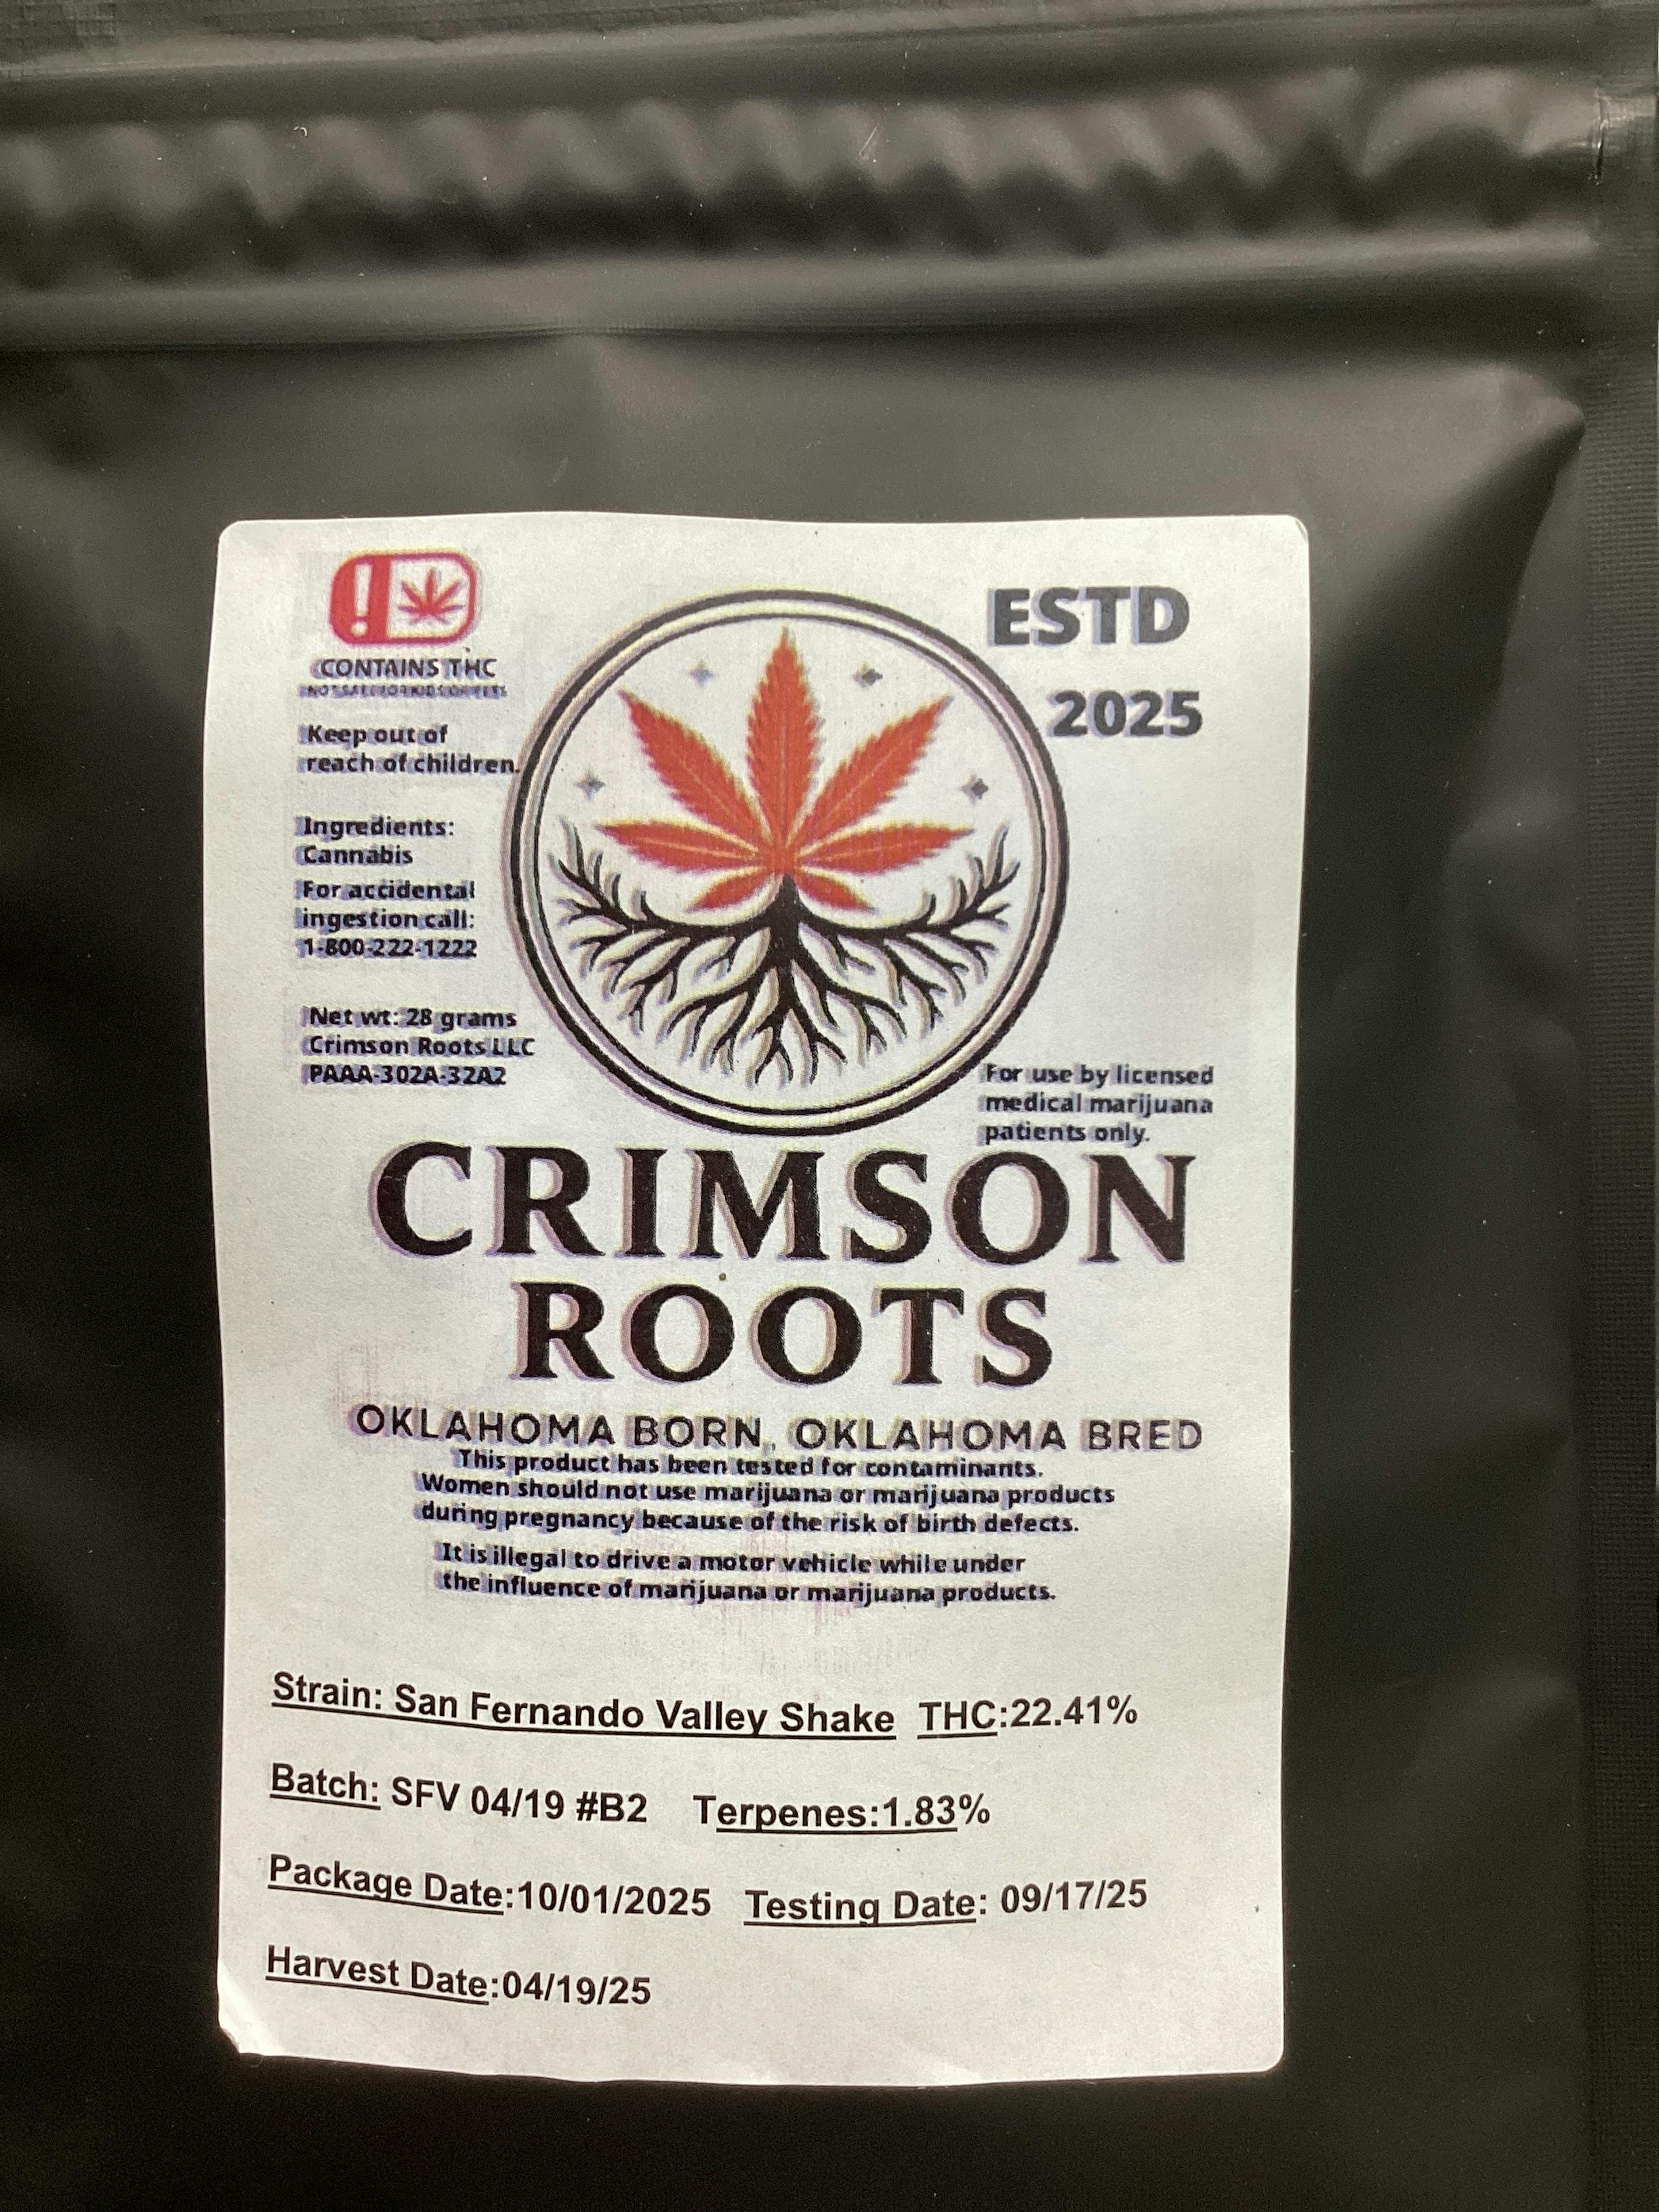 CONTAINS THC
NOT SAFE FOR KIDS OR PETS
Keep out of
reach of children.
Ingredients:
Cannabis
For accidental
ingestion call:
1-800-222-1222
Net wt: 28 grams
Crimson Roots LLC
PAAA-302A-32A2
ESTD
2025
For use by licensed
medical marijuana
patients only.
CRIMSON
ROOTS
OKLAHOMA BORN, OKLAHOMA BRED
This product has been tested for contaminants.
Women should not use marijuana or marijuana products
during pregnancy because of the risk of birth defects.
It is illegal to drive a motor vehicle while under
the influence of marijuana or marijuana products.
Strain: San Fernando Valley Shake THC:22.41%
Batch: SFV 04/19 #B2 Terpenes:1.83%
Package Date:10/01/2025 Testing Date: 09/17/25
Harvest Date:04/19/25